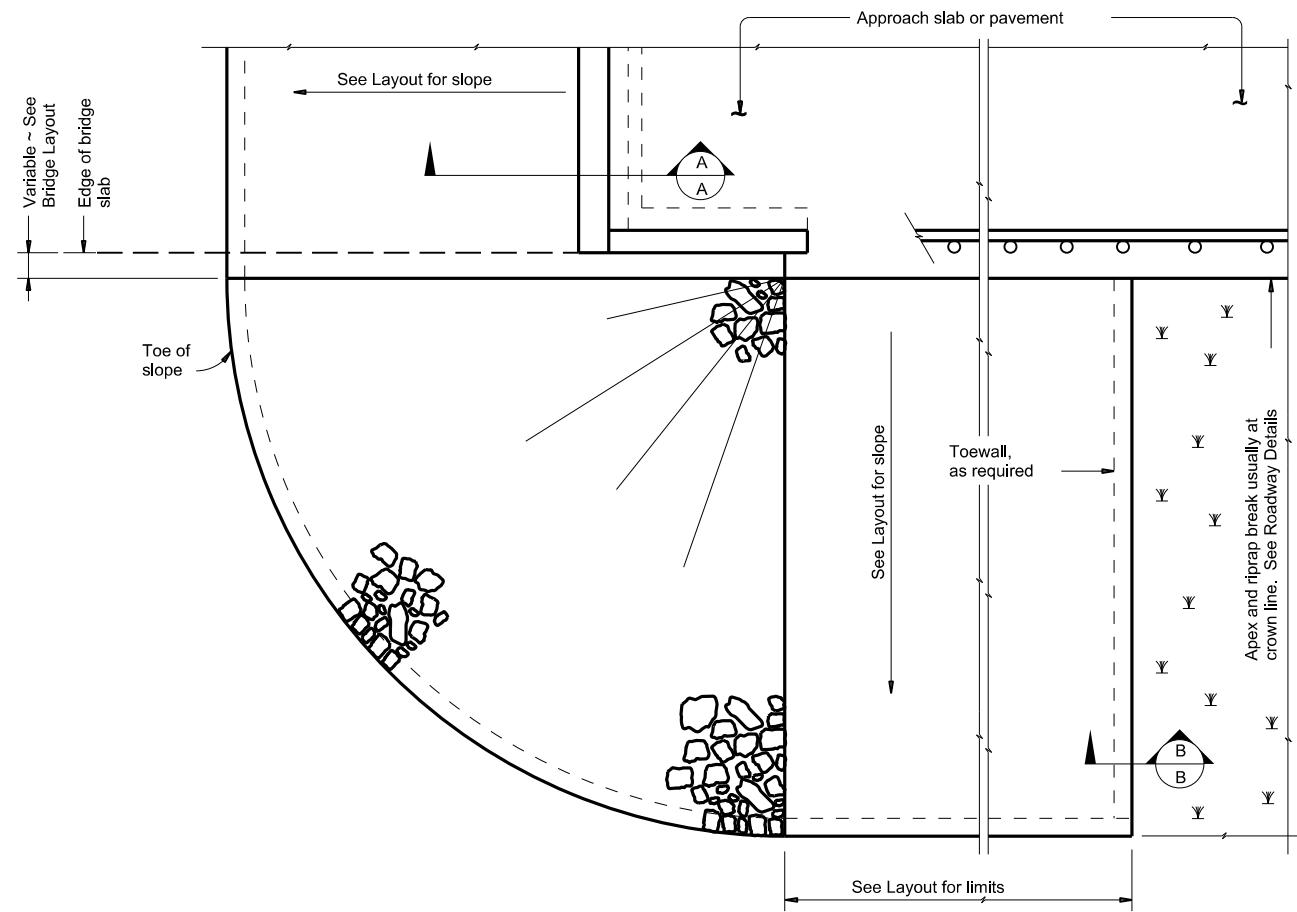 Approach slab or pavement
See Layout for slope
Variable ~ See
Bridge Layout
Edge of bridge
slab
A
A
Toe of
slope
See Layout for slope
Toewall,
as required
Apex and riprap break usually at
crown line. See Roadway Details
B
B
See Layout for limits